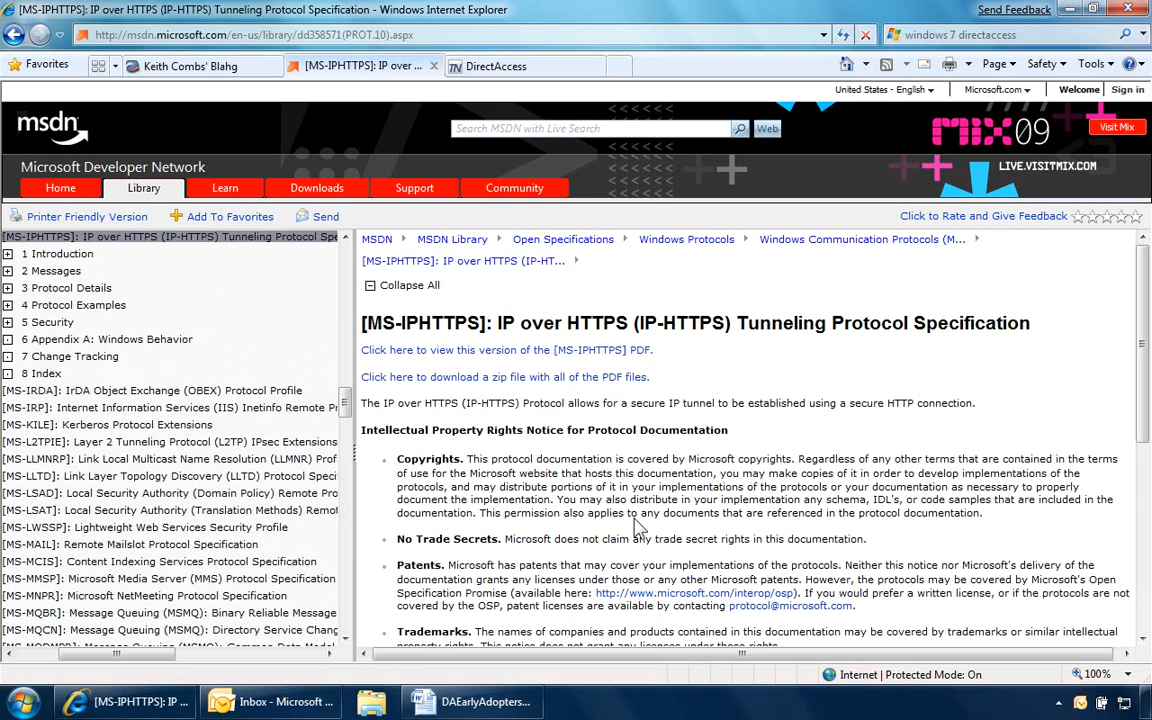 [MS-IPHTTPS]: IP over HTTPS (IP-HTTPS) Tunneling Protocol Specification - Windows Internet Explorer
Send Feedback
http://msdn.microsoft.com/en-us/library/dd358571(PROT.10).aspx
windows 7 directaccess
Favorites
Keith Combs' Blahg
[MS-IPHTTPS]: IP over ...
DirectAccess
Page
Safety
Tools
United States - English
Microsoft.com
Welcome
Sign in
msdn
Search MSDN with Live Search
Web
mix09
Visit Mix
Microsoft Developer Network
LIVE.VISITMIX.COM
Home
Library
Learn
Downloads
Support
Community
Printer Friendly Version
Add To Favorites
Send
Click to Rate and Give Feedback
[MS-IPHTTPS]: IP over HTTPS (IP-HTTPS) Tunneling Protocol Spe
1 Introduction
2 Messages
3 Protocol Details
4 Protocol Examples
5 Security
6 Appendix A: Windows Behavior
7 Change Tracking
8 Index
[MS-IRDA]: IrDA Object Exchange (OBEX) Protocol Profile
[MS-IRP]: Internet Information Services (IIS) Inetinfo Remote Pr
[MS-KILE]: Kerberos Protocol Extensions
[MS-L2TPIE]: Layer 2 Tunneling Protocol (L2TP) IPsec Extensions
[MS-LLMNRP]: Link Local Multicast Name Resolution (LLMNR) Prof
[MS-LLTD]: Link Layer Topology Discovery (LLTD) Protocol Specif
[MS-LSAD]: Local Security Authority (Domain Policy) Remote Pro
[MS-LSAT]: Local Security Authority (Translation Methods) Remot
[MS-LWSSP]: Lightweight Web Services Security Profile
[MS-MAIL]: Remote Mailslot Protocol Specification
[MS-MCIS]: Content Indexing Services Protocol Specification
[MS-MMSP]: Microsoft Media Server (MMS) Protocol Specification
[MS-MNPR]: Microsoft NetMeeting Protocol Specification
[MS-MQBR]: Message Queuing (MSMQ): Binary Reliable Message
[MS-MQCN]: Message Queuing (MSMQ): Directory Service Chang
[MS-MQDMPR]: Message Queuing (MSMQ): Common Data Model
MSDN
MSDN Library
Open Specifications
Windows Protocols
Windows Communication Protocols (M...
[MS-IPHTTPS]: IP over HTTPS (IP-HT...
Collapse All
[MS-IPHTTPS]: IP over HTTPS (IP-HTTPS) Tunneling Protocol Specification
Click here to view this version of the [MS-IPHTTPS] PDF.
Click here to download a zip file with all of the PDF files.
The IP over HTTPS (IP-HTTPS) Protocol allows for a secure IP tunnel to be established using a secure HTTP connection.
Intellectual Property Rights Notice for Protocol Documentation
Copyrights. This protocol documentation is covered by Microsoft copyrights. Regardless of any other terms that are contained in the terms
of use for the Microsoft website that hosts this documentation, you may make copies of it in order to develop implementations of the
protocols, and may distribute portions of it in your implementations of the protocols or your documentation as necessary to properly
document the implementation. You may also distribute in your implementation any schema, IDL's, or code samples that are included in the
documentation. This permission also applies to any documents that are referenced in the protocol documentation.
No Trade Secrets. Microsoft does not claim any trade secret rights in this documentation.
Patents. Microsoft has patents that may cover your implementations of the protocols. Neither this notice nor Microsoft's delivery of the
documentation grants any licenses under those or any other Microsoft patents. However, the protocols may be covered by Microsoft's Open
Specification Promise (available here: http://www.microsoft.com/interop/osp). If you would prefer a written license, or if the protocols are not
covered by the OSP, patent licenses are available by contacting protocol@microsoft.com.
Trademarks. The names of companies and products contained in this documentation may be covered by trademarks or similar intellectual
property rights. This notice does not grant any licenses under those rights.
Internet | Protected Mode: On
100%
[MS-IPHTTPS]: IP ...
Inbox - Microsoft ...
DAEarlyAdopters...